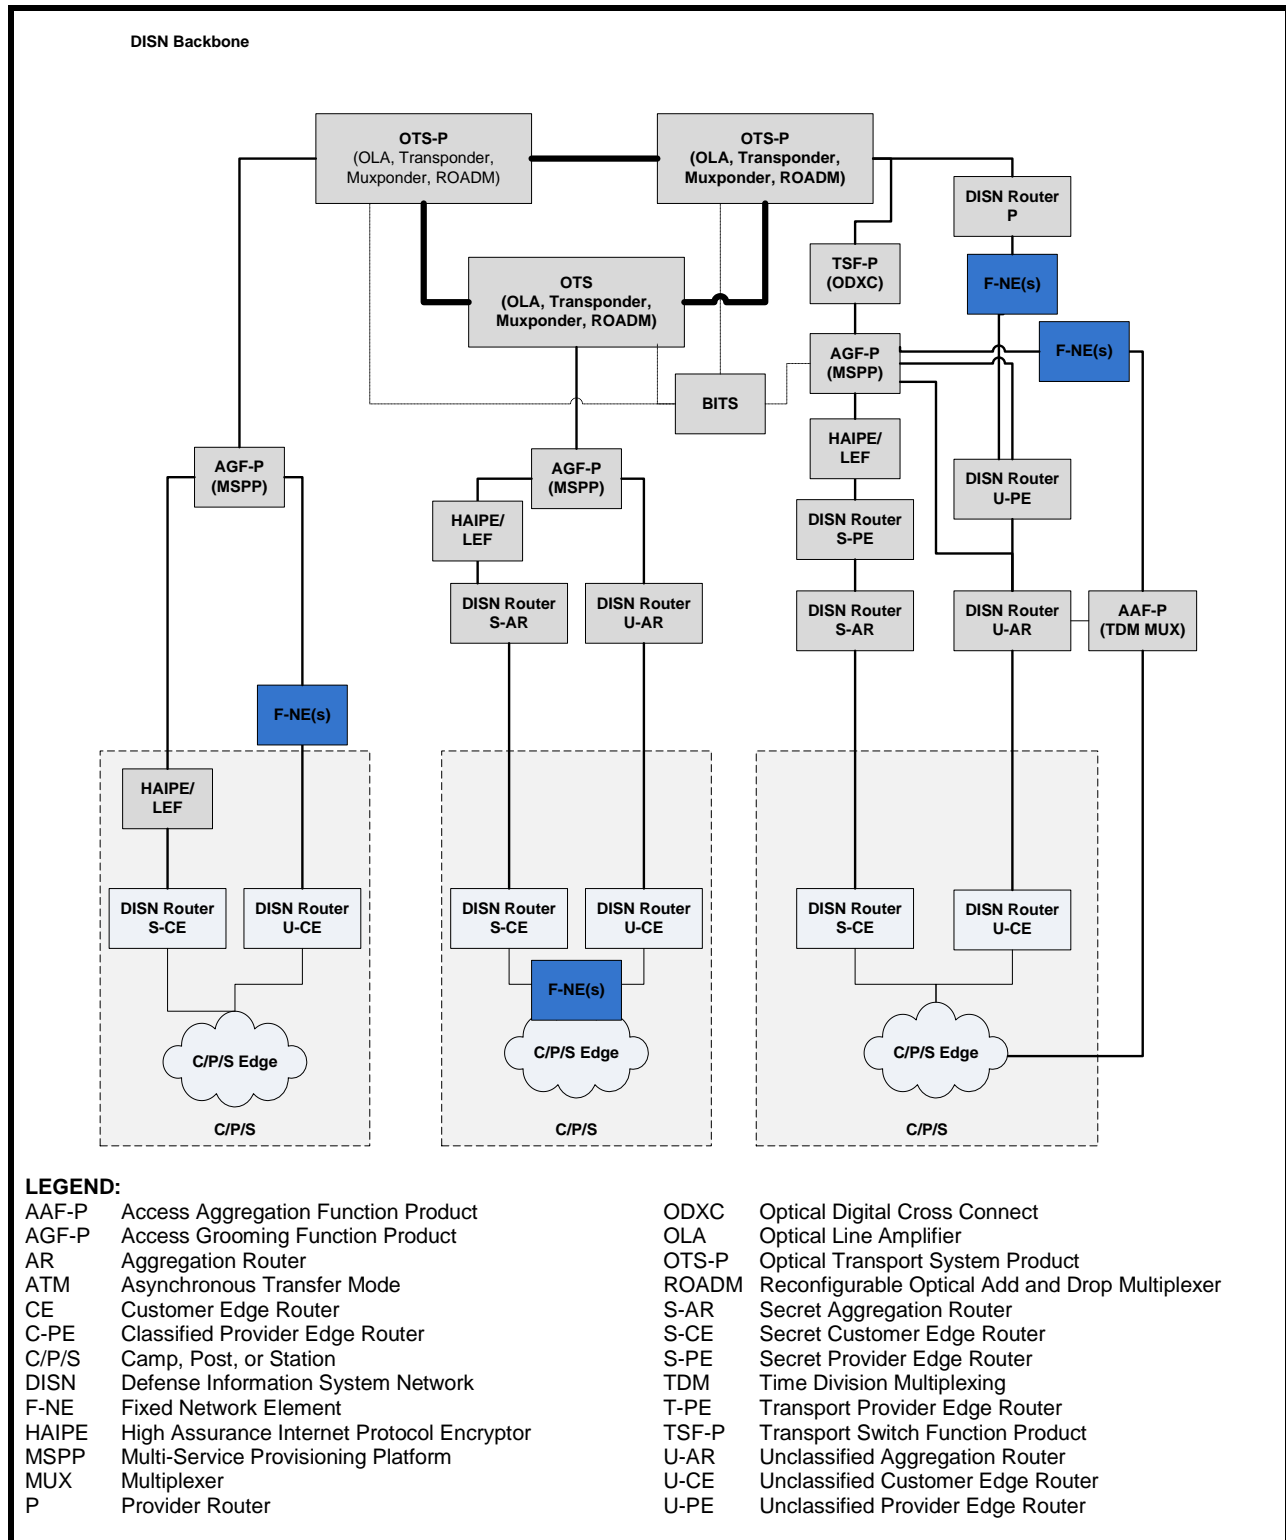 DISN Backbone
OTS-P
(OLA, Transponder,
Muxponder, ROADM)
OTS-P
(OLA, Transponder,
Muxponder, ROADM)
DISN Router
P
TSF-P
(ODXC)
F-NE(s)
OTS
(OLA, Transponder,
Muxponder, ROADM)
F-NE(s)
AGF-P
(MSPP)
BITS
HAIPE/
LEF
AGF-P
(MSPP)
AGF-P
(MSPP)
DISN Router
U-PE
HAIPE/
LEF
DISN Router
S-PE
DISN Router
S-AR
DISN Router
U-AR
DISN Router
S-AR
DISN Router
U-AR
AAF-P
(TDM MUX)
F-NE(s)
HAIPE/
LEF
DISN Router
S-CE
DISN Router
U-CE
DISN Router
S-CE
DISN Router
U-CE
DISN Router
S-CE
DISN Router
U-CE
F-NE(s)
C/P/S Edge
C/P/S Edge
C/P/S Edge
C/P/S
C/P/S
C/P/S
LEGEND:
AAF-P Access Aggregation Function Product
AGF-P Access Grooming Function Product
AR Aggregation Router
ATM Asynchronous Transfer Mode
CE Customer Edge Router
C-PE Classified Provider Edge Router
C/P/S Camp, Post, or Station
DISN Defense Information System Network
F-NE Fixed Network Element
HAIPE High Assurance Internet Protocol Encryptor
MSPP Multi-Service Provisioning Platform
MUX Multiplexer
P Provider Router
ODXC Optical Digital Cross Connect
OLA Optical Line Amplifier
OTS-P Optical Transport System Product
ROADM Reconfigurable Optical Add and Drop Multiplexer
S-AR Secret Aggregation Router
S-CE Secret Customer Edge Router
S-PE Secret Provider Edge Router
TDM Time Division Multiplexing
T-PE Transport Provider Edge Router
TSF-P Transport Switch Function Product
U-AR Unclassified Aggregation Router
U-CE Unclassified Customer Edge Router
U-PE Unclassified Provider Edge Router